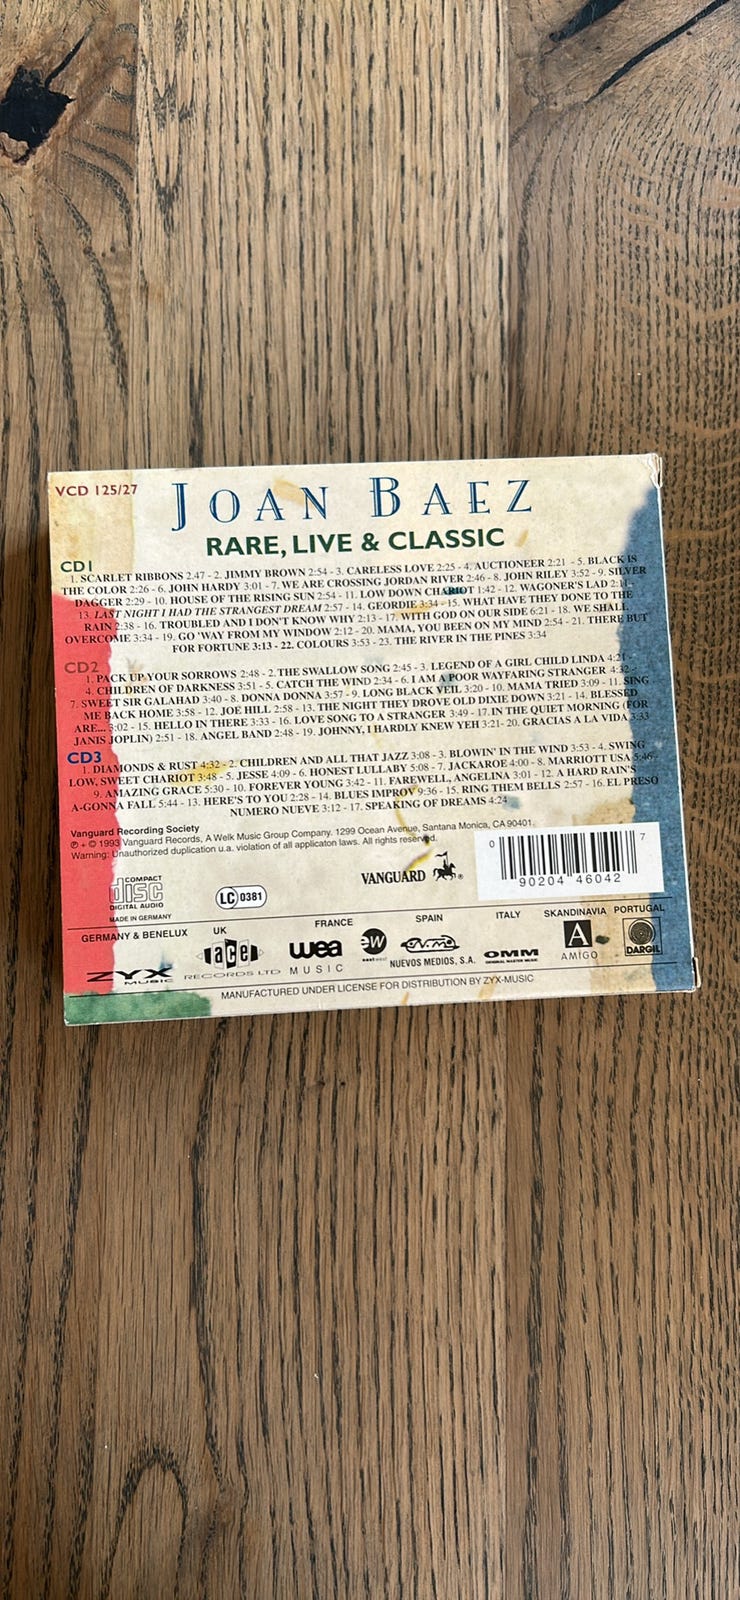 VCD 125/27
JOAN BAEZ
RARE, LIVE & CLASSIC
CD1
1. SCARLET RIBBONS 2.47 - 2. JIMMY BROWN 2:54 - 3. CARELESS LOVE 2:25 - 4. AUCTIONEER 2:21 - 5. BLACK IS
THE COLOR 2:26 - 6. JOHN HARDY 3:01 - 7. WE ARE CROSSING JORDAN RIVER 2:46 - 8. JOHN RILEY 3:52 - 9. SILVER
DAGGER 2:29 - 10. HOUSE OF THE RISING SUN 2:54 - 11. LOW DOWN CHARIOT 1:42 - 12. WAGONER'S LAD 2:11-
13. LAST NIGHT I HAD THE STRANGEST DREAM 2:57 - 14. GEORDIE 3:34 - 15. WHAT HAVE THEY DONE TO THE
RAIN 2:38 - 16. TROUBLED AND I DON'T KNOW WHY 2:13 - 17. WITH GOD ON OUR SIDE 6:21 - 18. WE SHALL
OVERCOME 3:34 - 19. GO 'WAY FROM MY WINDOW 2:12 - 20. MAMA, YOU BEEN ON MY MIND 2:54 - 21. THERE BUT
FOR FORTUNE 3:13 - 22. COLOURS 3:53 - 23. THE RIVER IN THE PINES 3:34
CD2
1. PACK UP YOUR SORROWS 2:48 - 2. THE SWALLOW SONG 2:45 - 3. LEGEND OF A GIRL CHILD LINDA 4:21 -
4. CHILDREN OF DARKNESS 3:51 - 5. CATCH THE WIND 2:34 - 6. I AM A POOR WAYFARING STRANGER 4:32 -
7. SWEET SIR GALAHAD 3:40 - 8. DONNA DONNA 3:57 - 9. LONG BLACK VEIL 3:20 - 10. MAMA TRIED 3:09 - 11. SING
ME BACK HOME 3:58 - 12. JOE HILL 2:58 - 13. THE NIGHT THEY DROVE OLD DIXIE DOWN 3:21 - 14. BLESSED
ARE... 3:02 - 15. HELLO IN THERE 3:33 - 16. LOVE SONG TO A STRANGER 3:49 - 17. IN THE QUIET MORNING (FOR
JANIS JOPLIN) 2:51 - 18. ANGEL BAND 2:48 - 19. JOHNNY, I HARDLY KNEW YEH 3:21- 20. GRACIAS A LA VIDA 3:33
CD3
1. DIAMONDS & RUST 4:32 - 2. CHILDREN AND ALL THAT JAZZ 3:08 - 3. BLOWIN' IN THE WIND 3:53 - 4. SWING
LOW, SWEET CHARIOT 3:48 - 5. JESSE 4:09 - 6. HONEST LULLABY 5:08 - 7. JACKAROE 4:00 - 8. MARRIOTT USA 5:46 -
9. AMAZING GRACE 5:30 - 10. FOREVER YOUNG 3:42 - 11. FAREWELL, ANGELINA 3:01 - 12. A HARD RAIN'S
A-GONNA FALL 5:44 - 13. HERE'S TO YOU 2:28 - 14. BLUES IMPROV 9:36 - 15. RING THEM BELLS 2:57 - 16. EL PRESO
NUMERO NUEVE 3:12 - 17. SPEAKING OF DREAMS 4:24
Vanguard Recording Society
℗ + © 1993 Vanguard Records, A Welk Music Group Company. 1299 Ocean Avenue, Santana Monica, CA 90401.
Warning: Unauthorized duplication u.a. violation of all applicaton laws. All rights reserved.
COMPACT
disc
DIGITAL AUDIO
MADE IN GERMANY
LC 0381
VANGUARD ®
0 90204 46042 7
GERMANY & BENELUX UK FRANCE SPAIN ITALY SKANDINAVIA PORTUGAL
ZYX MUSIC
ace RECORDS LTD
wea MUSIC
ew eastwest
NUEVOS MEDIOS, S.A.
OMM GENERAL MASTER MUSIC
A AMIGO
DARGIL
MANUFACTURED UNDER LICENSE FOR DISTRIBUTION BY ZYX-MUSIC